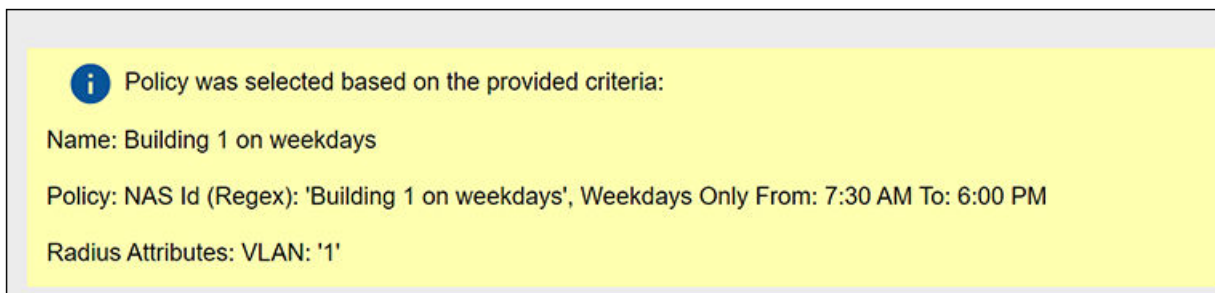 Policy was selected based on the provided criteria:
Name: Building 1 on weekdays
Policy: NAS Id (Regex): 'Building 1 on weekdays', Weekdays Only From: 7:30 AM To: 6:00 PM
Radius Attributes: VLAN: '1'